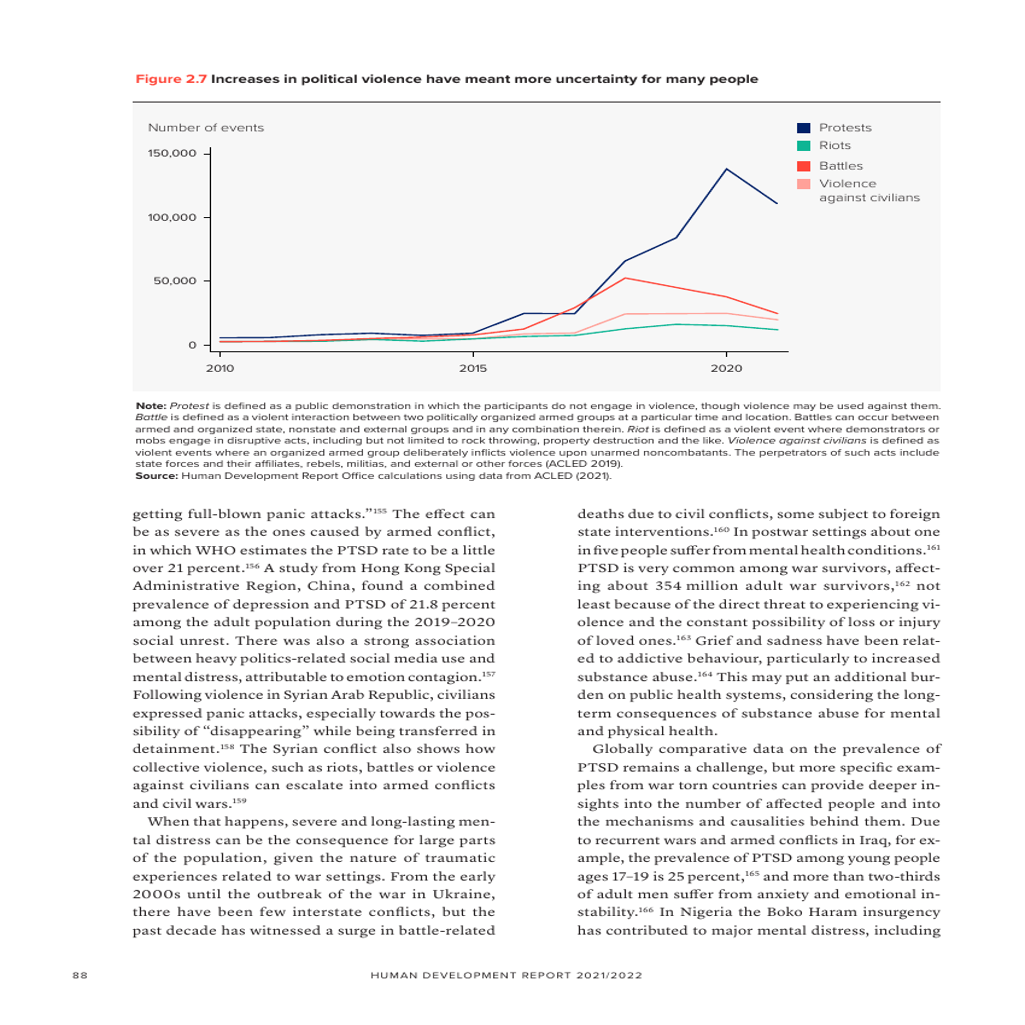 Figure 2.7 Increases in political violence have meant more uncertainty for many people
Number of events
150,000
100,000
50,000
0
2010
2015
2020
Protests
Riots
Battles
Violence
against civilians
Note: Protest is defined as a public demonstration in which the participants do not engage in violence, though violence may be used against them.
Battle is defined as a violent interaction between two politically organized armed groups at a particular time and location. Battles can occur between
armed and organized state, nonstate and external groups and in any combination therein. Riot is defined as a violent event where demonstrators or
mobs engage in disruptive acts, including but not limited to rock throwing, property destruction and the like. Violence against civilians is defined as
violent events where an organized armed group deliberately inflicts violence upon unarmed noncombatants. The perpetrators of such acts include
state forces and their affiliates, rebels, militias, and external or other forces (ACLED 2019).
Source: Human Development Report Office calculations using data from ACLED (2021).
getting full-blown panic attacks.”155 The effect can
be as severe as the ones caused by armed conflict,
in which WHO estimates the PTSD rate to be a little
over 21 percent.156 A study from Hong Kong Special
Administrative Region, China, found a combined
prevalence of depression and PTSD of 21.8 percent
among the adult population during the 2019–2020
social unrest. There was also a strong association
between heavy politics-related social media use and
mental distress, attributable to emotion contagion.157
Following violence in Syrian Arab Republic, civilians
expressed panic attacks, especially towards the pos-
sibility of “disappearing” while being transferred in
detainment.158 The Syrian conflict also shows how
collective violence, such as riots, battles or violence
against civilians can escalate into armed conflicts
and civil wars.159
When that happens, severe and long-lasting men-
tal distress can be the consequence for large parts
of the population, given the nature of traumatic
experiences related to war settings. From the early
2000s until the outbreak of the war in Ukraine,
there have been few interstate conflicts, but the
past decade has witnessed a surge in battle-related
deaths due to civil conflicts, some subject to foreign
state interventions.160 In postwar settings about one
in five people suffer from mental health conditions.161
PTSD is very common among war survivors, affect-
ing about 354 million adult war survivors,162 not
least because of the direct threat to experiencing vi-
olence and the constant possibility of loss or injury
of loved ones.163 Grief and sadness have been relat-
ed to addictive behaviour, particularly to increased
substance abuse.164 This may put an additional bur-
den on public health systems, considering the long-
term consequences of substance abuse for mental
and physical health.
Globally comparative data on the prevalence of
PTSD remains a challenge, but more specific exam-
ples from war torn countries can provide deeper in-
sights into the number of affected people and into
the mechanisms and causalities behind them. Due
to recurrent wars and armed conflicts in Iraq, for ex-
ample, the prevalence of PTSD among young people
ages 17–19 is 25 percent,165 and more than two-thirds
of adult men suffer from anxiety and emotional in-
stability.166 In Nigeria the Boko Haram insurgency
has contributed to major mental distress, including
88
HUMAN DEVELOPMENT REPORT 2021/2022